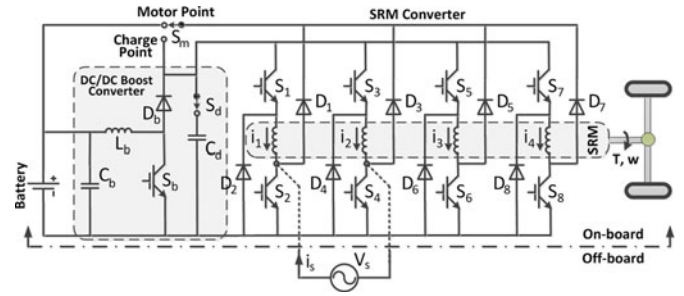 Motor Point
SRM Converter
Charge Point
S_m
DC/DC Boost Converter
D_b
S_d
L_b
C_b
S_b
C_d
Battery
+
-
S_1
S_3
S_5
S_7
D_1
D_3
D_5
D_7
i_1
i_2
i_3
i_4
SRM
T, w
D_2
D_4
D_6
D_8
S_2
S_4
S_6
S_8
On-board
Off-board
i_s
V_s